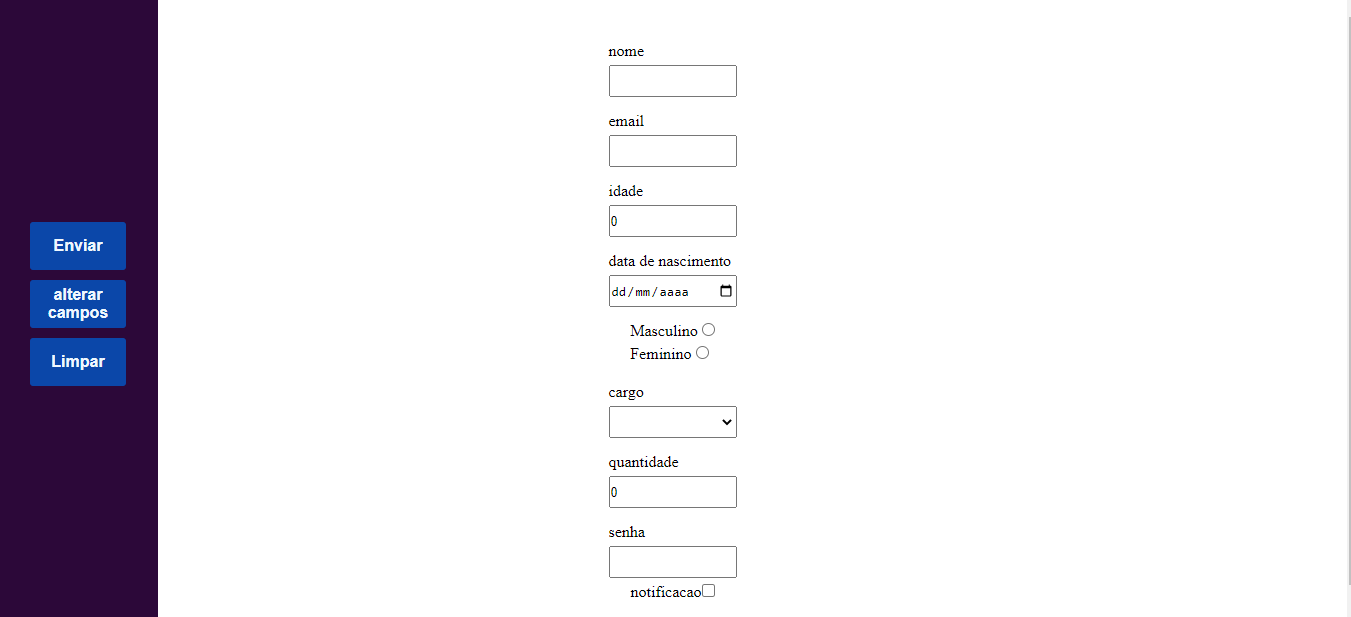 Enviar
alterar
campos
Limpar
nome
email
idade
0
data de nascimento
dd/mm/aaaa
Masculino
Feminino
cargo
quantidade
0
senha
notificacao